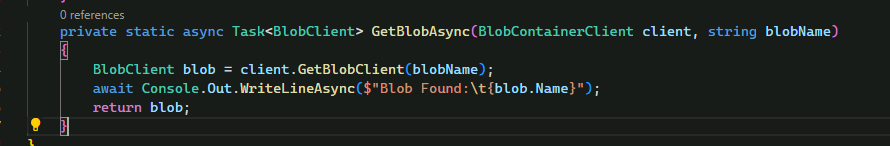 0 references
private static async Task<BlobClient> GetBlobAsync(BlobContainerClient client, string blobName)
{
BlobClient blob = client.GetBlobClient(blobName);
await Console.Out.WriteLineAsync($"Blob Found:\t{blob.Name}");
return blob;
}
}